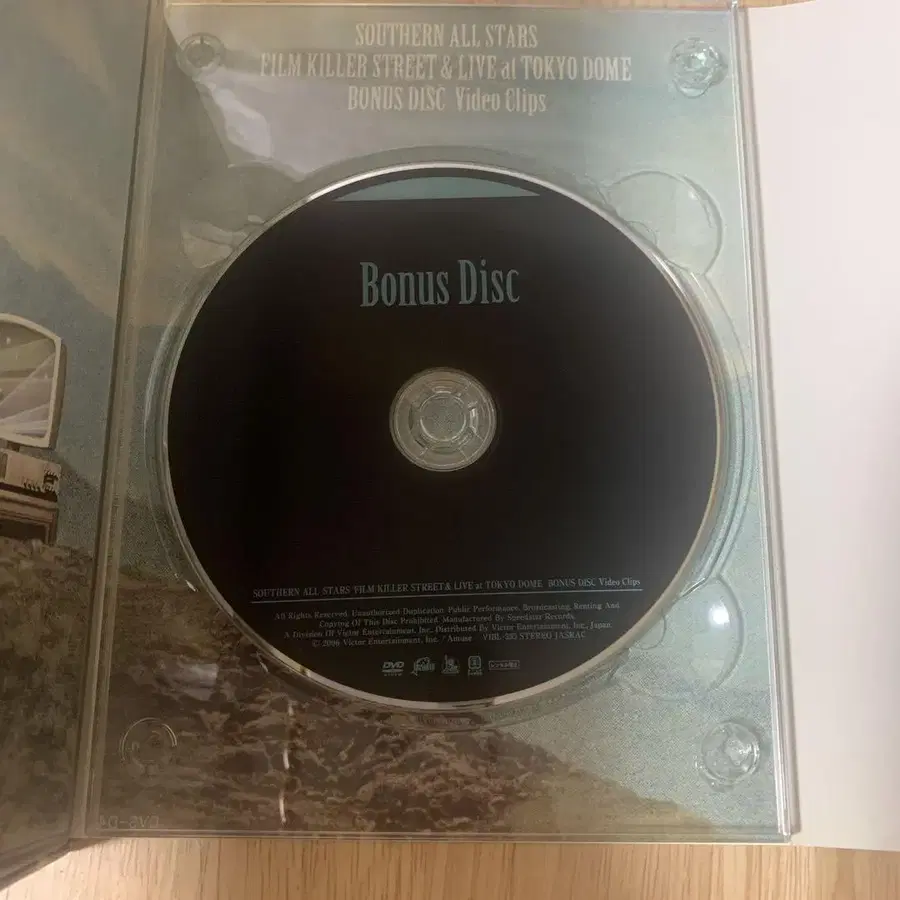 SOUTHERN ALL STARS
FILM KILLER STREET & LIVE at TOKYO DOME
BONUS DISC Video Clips
Bonus Disc
SOUTHERN ALL STARS FILM KILLER STREET & LIVE at TOKYO DOME BONUS DISC Video Clips
All Rights Reserved. Unauthorized Duplication. Public Performance, Broadcasting, Renting And
Copying Of This Disc Prohibited. Manufactured By Speedstar Records,
A Division Of Victor Entertainment, Inc. Distributed By Victor Entertainment, Inc., Japan.
© 2006 Victor Entertainment, Inc. Amuse VIBL-335 STEREO JASRAC
DVD